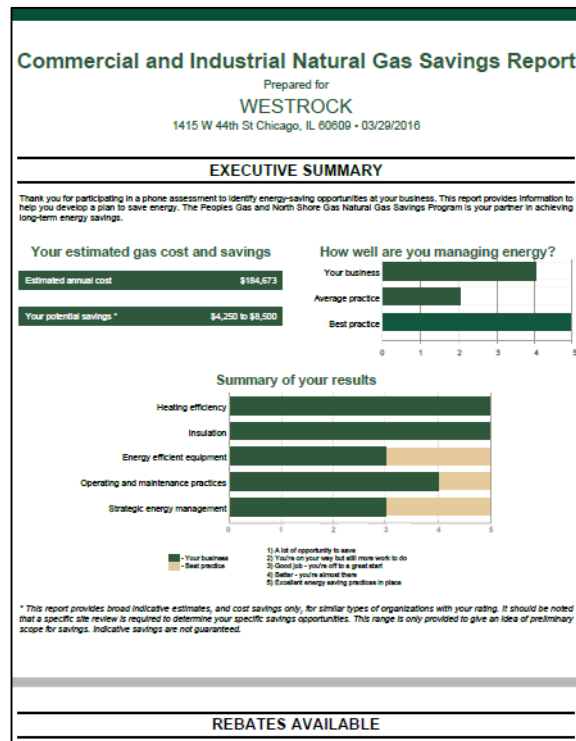 Commercial and Industrial Natural Gas Savings Report
Prepared for
WESTROCK
1415 W 44th St Chicago, IL 60609 - 03/29/2016
EXECUTIVE SUMMARY
Thank you for participating in a phone assessment to identify energy-saving opportunities at your business. This report provides information to
help you develop a plan to save energy. The Peoples Gas and North Shore Gas Natural Gas Savings Program is your partner in achieving
long-term energy savings.
Your estimated gas cost and savings
Estimated annual cost $184,673
Your potential savings * $4,250 to $8,500
How well are you managing energy?
Your business
Average practice
Best practice
0 1 2 3 4 5
Summary of your results
Heating efficiency
Insulation
Energy efficient equipment
Operating and maintenance practices
Strategic energy management
0 1 2 3 4 5
- Your business
- Best practice
1) A lot of opportunity to save
2) You're on your way but still more work to do
3) Good job - you're off to a great start
4) Better - you're almost there
5) Excellent energy saving practices in place
* This report provides broad indicative estimates, and cost savings only, for similar types of organizations with your rating. It should be noted
that a specific site review is required to determine your specific savings opportunities. This range is only provided to give an idea of preliminary
scope for savings. Indicative savings are not guaranteed.
REBATES AVAILABLE